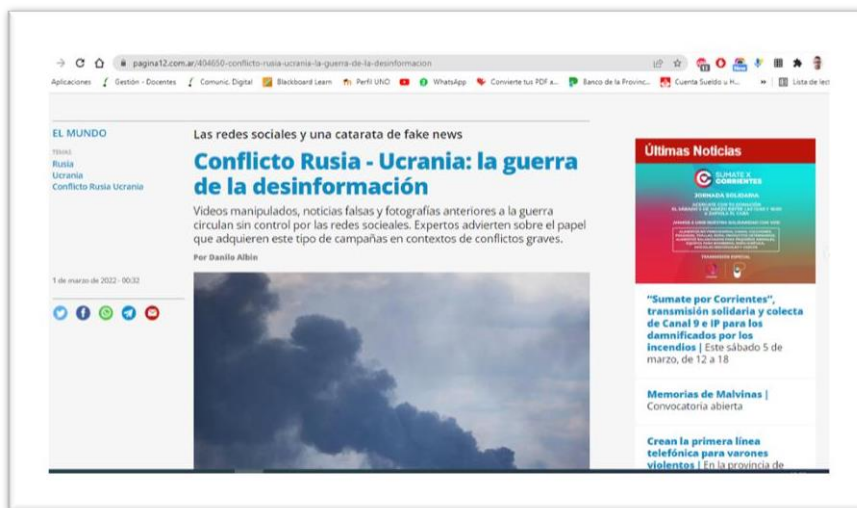 pagina12.com.ar/404650-conflicto-rusia-ucrania-la-guerra-de-la-desinformacion
Aplicaciones
Gestión - Docentes
Comunic. Digital
Blackboard Learn
Perfil UNO
WhatsApp
Convierte tus PDF a...
Banco de la Provinc...
Cuenta Sueldo u H...
Lista de lect
EL MUNDO
TEMAS
Rusia
Ucrania
Conflicto Rusia Ucrania
1 de marzo de 2022 - 00:32
Las redes sociales y una catarata de fake news
Conflicto Rusia - Ucrania: la guerra
de la desinformación
Videos manipulados, noticias falsas y fotografías anteriores a la guerra
circulan sin control por las redes socieales. Expertos advierten sobre el papel
que adquieren este tipo de campañas en contextos de conflictos graves.
Por Danilo Albin
Últimas Noticias
SUMATE X
CORRIENTES
JORNADA SOLIDARIA
TRANSMISIÓN ESPECIAL
"Sumate por Corrientes",
transmisión solidaria y colecta
de Canal 9 e IP para los
damnificados por los
incendios | Este sábado 5 de
marzo, de 12 a 18
Memorias de Malvinas |
Convocatoria abierta
Crean la primera línea
telefónica para varones
violentos | En la provincia de